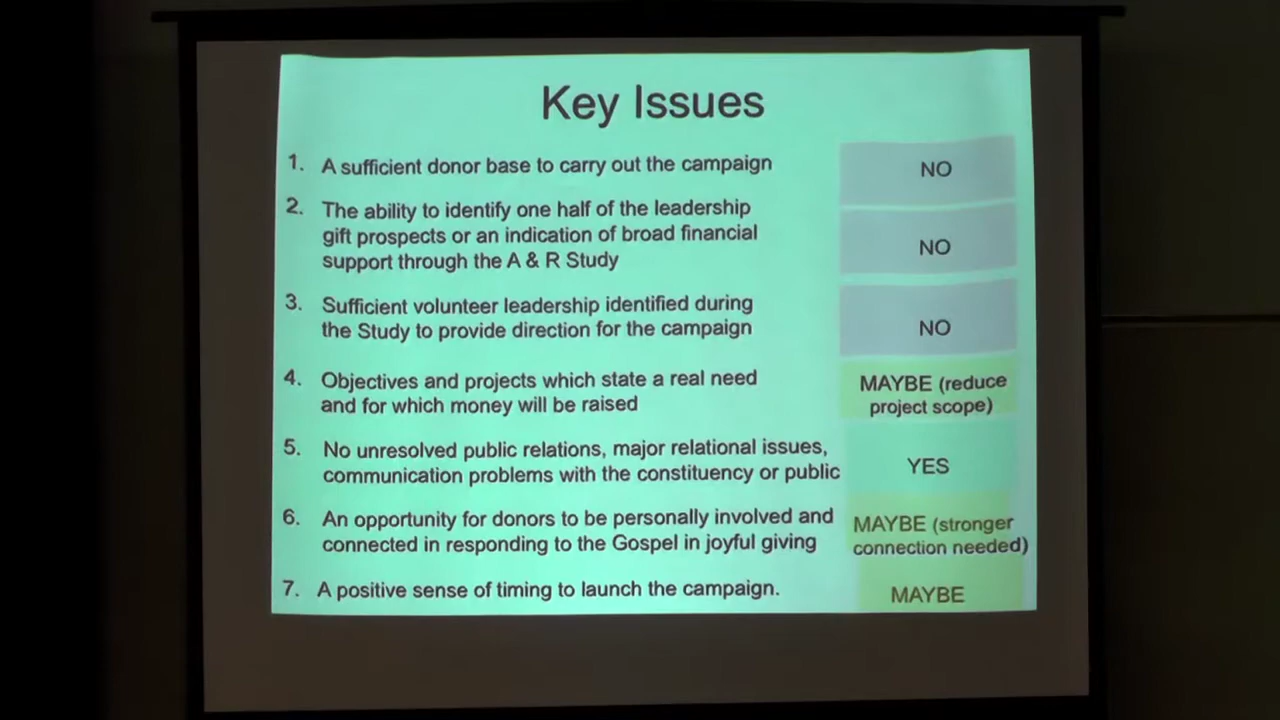 Key Issues
1. A sufficient donor base to carry out the campaign
NO
2. The ability to identify one half of the leadership
gift prospects or an indication of broad financial
support through the A & R Study
NO
3. Sufficient volunteer leadership identified during
the Study to provide direction for the campaign
NO
4. Objectives and projects which state a real need
and for which money will be raised
MAYBE (reduce
project scope)
5. No unresolved public relations, major relational issues,
communication problems with the constituency or public
YES
6. An opportunity for donors to be personally involved and
connected in responding to the Gospel in joyful giving
MAYBE (stronger
connection needed)
7. A positive sense of timing to launch the campaign.
MAYBE